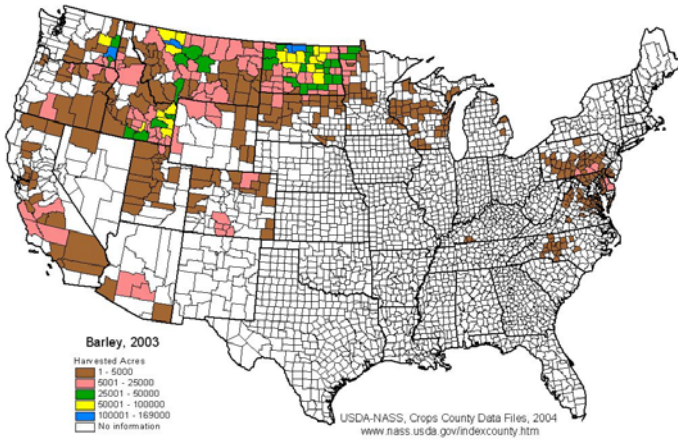 Barley, 2003
Harvested Acres
1 - 5000
5001 - 25000
25001 - 50000
50001 - 100000
100001 - 169000
No information
USDA-NASS, Crops County Data Files, 2004
www.nass.usda.gov/indexcounty.htm